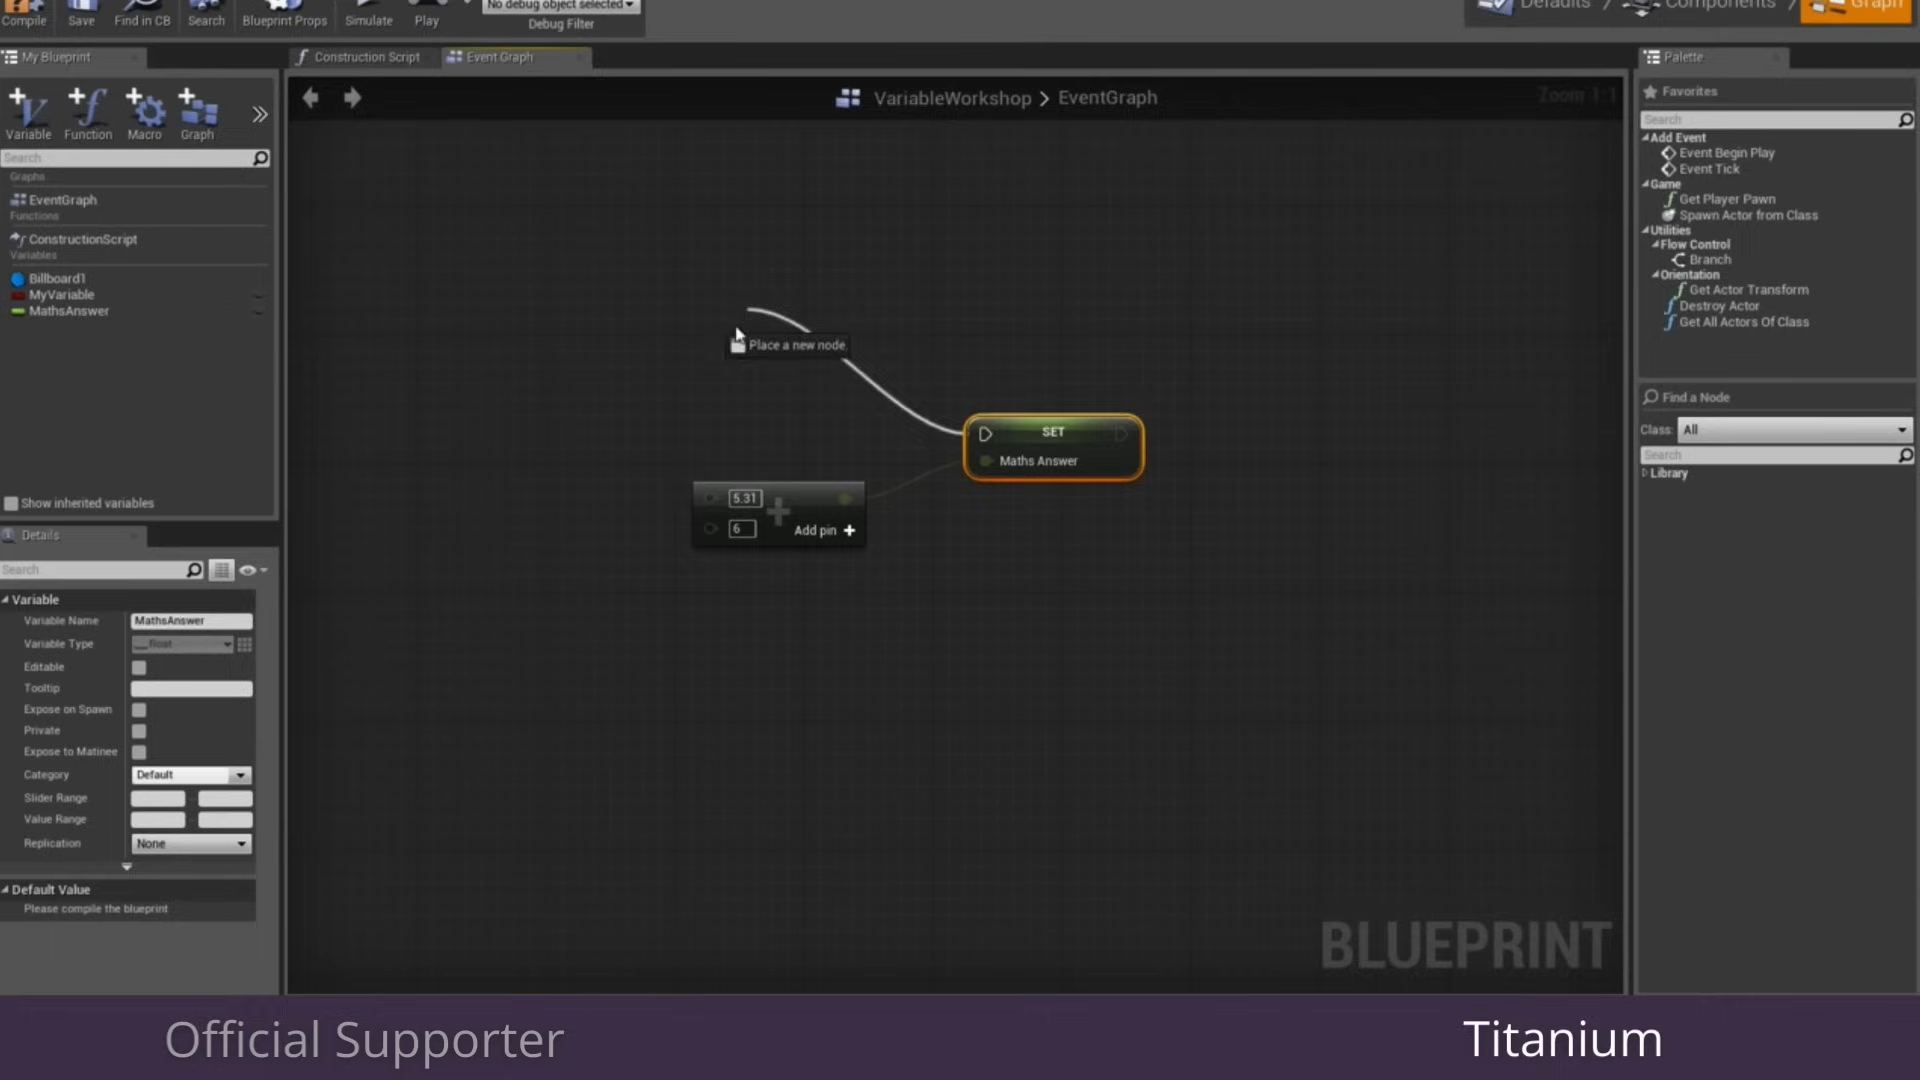 Compile Save Find in CB Search Blueprint Props Simulate Play
No debug object selected
Debug Filter
Defaults / Components / Graph
My Blueprint
Construction Script
Event Graph
Palette
Variable Function Macro Graph
Search
Graphs
EventGraph
Functions
ConstructionScript
Variables
Billboard1
MyVariable
MathsAnswer
Show inherited variables
VariableWorkshop > EventGraph
Zoom 1:1
Place a new node.
SET
Maths Answer
5.31
6
Add pin
BLUEPRINT
Favorites
Search
Add Event
Event Begin Play
Event Tick
Game
Get Player Pawn
Spawn Actor from Class
Utilities
Flow Control
Branch
Orientation
Get Actor Transform
Destroy Actor
Get All Actors Of Class
Find a Node
Class: All
Search
Library
Details
Search
Variable
Variable Name MathsAnswer
Variable Type float
Editable
Tooltip
Expose on Spawn
Private
Expose to Matinee
Category Default
Slider Range
Value Range
Replication None
Default Value
Please compile the blueprint
Official Supporter
Titanium